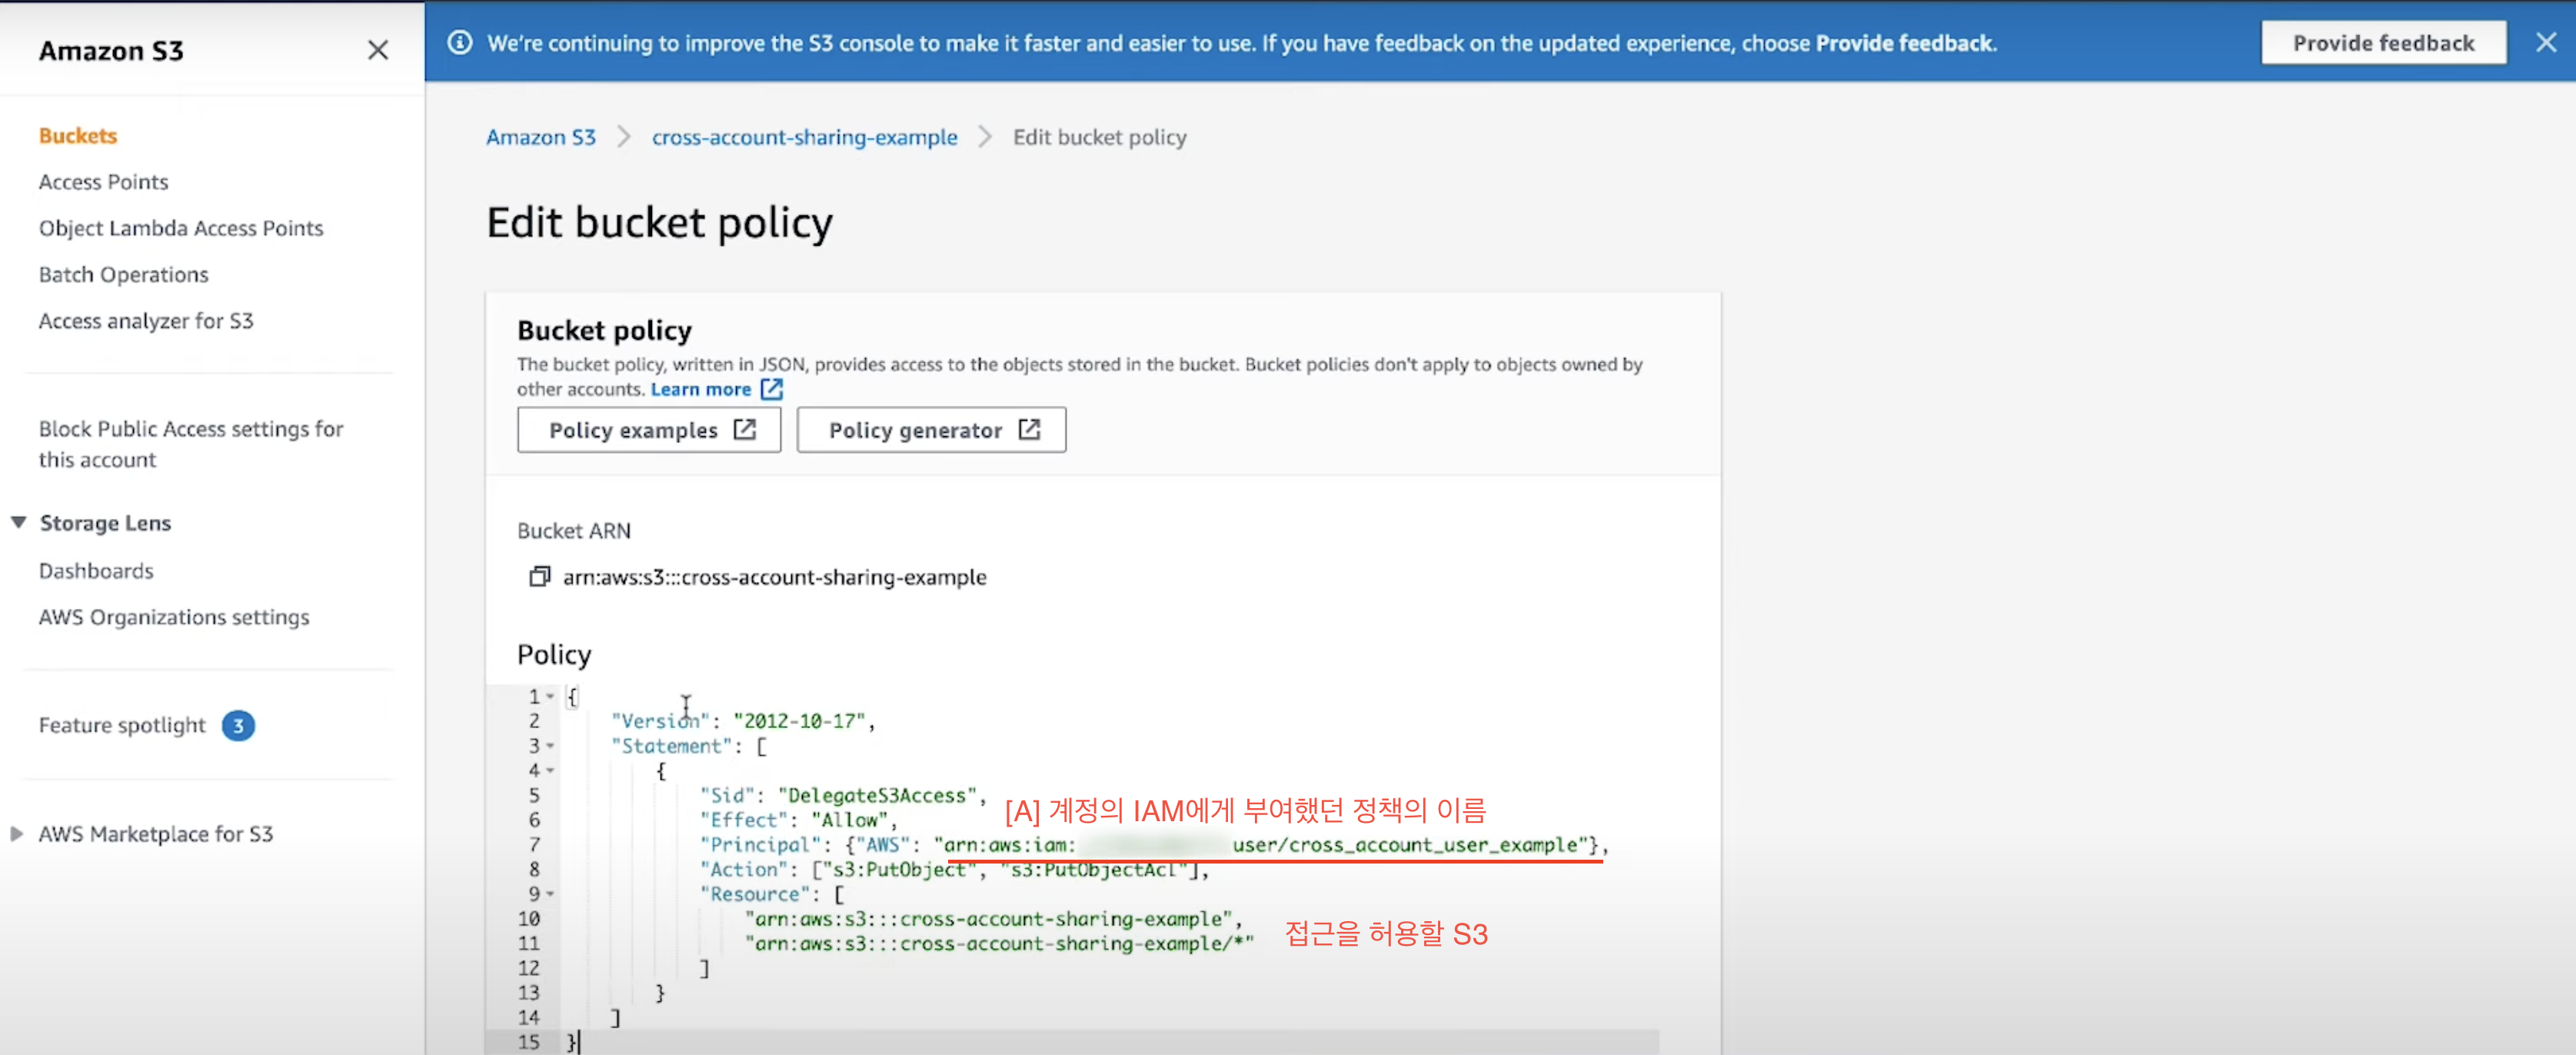 Amazon S3
We're continuing to improve the S3 console to make it faster and easier to use. If you have feedback on the updated experience, choose Provide feedback.
Provide feedback
Buckets
Access Points
Object Lambda Access Points
Batch Operations
Access analyzer for S3
Block Public Access settings for
this account
Storage Lens
Dashboards
AWS Organizations settings
Feature spotlight 3
AWS Marketplace for S3
Amazon S3 > cross-account-sharing-example > Edit bucket policy
Edit bucket policy
Bucket policy
The bucket policy, written in JSON, provides access to the objects stored in the bucket. Bucket policies don't apply to objects owned by
other accounts. Learn more
Policy examples
Policy generator
Bucket ARN
arn:aws:s3:::cross-account-sharing-example
Policy
1 {
2 "Version": "2012-10-17",
3 "Statement": [
4 {
5 "Sid": "DelegateS3Access",
[A] 계정의 IAM에게 부여했던 정책의 이름
6 "Effect": "Allow",
7 "Principal": {"AWS": "arn:aws:iam: user/cross_account_user_example"},
8 "Action": ["s3:PutObject", "s3:PutObjectAcl"],
9 "Resource": [
10 "arn:aws:s3:::cross-account-sharing-example",
접근을 허용할 S3
11 "arn:aws:s3:::cross-account-sharing-example/*"
12 ]
13 }
14 ]
15 }